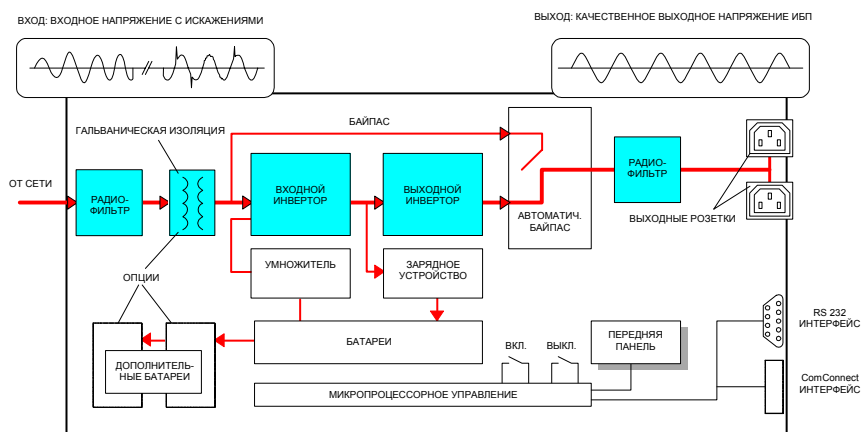 ВХОД: ВХОДНОЕ НАПРЯЖЕНИЕ С ИСКАЖЕНИЯМИ
ВЫХОД: КАЧЕСТВЕННОЕ ВЫХОДНОЕ НАПРЯЖЕНИЕ ИБП
ГАЛЬВАНИЧЕСКАЯ ИЗОЛЯЦИЯ
БАЙПАС
ОТ СЕТИ
РАДИО-
ФИЛЬТР
ВХОДНОЙ
ИНВЕРТОР
ВЫХОДНОЙ
ИНВЕРТОР
АВТОМАТИЧ.
БАЙПАС
РАДИО-
ФИЛЬТР
ВЫХОДНЫЕ РОЗЕТКИ
ОПЦИИ
УМНОЖИТЕЛЬ
ЗАРЯДНОЕ
УСТРОЙСТВО
БАТАРЕИ
ДОПОЛНИТЕЛЬ-
НЫЕ БАТАРЕИ
ВКЛ.
ВЫКЛ.
ПЕРЕДНЯЯ
ПАНЕЛЬ
МИКРОПРОЦЕССОРНОЕ УПРАВЛЕНИЕ
RS 232
ИНТЕРФЕЙС
ComConnect
ИНТЕРФЕЙС